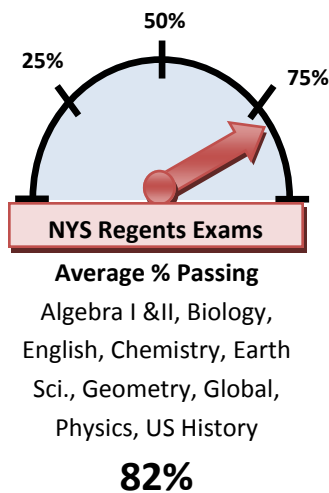 50%
25%
75%
NYS Regents Exams
Average % Passing
Algebra I &II, Biology,
English, Chemistry, Earth
Sci., Geometry, Global,
Physics, US History
82%